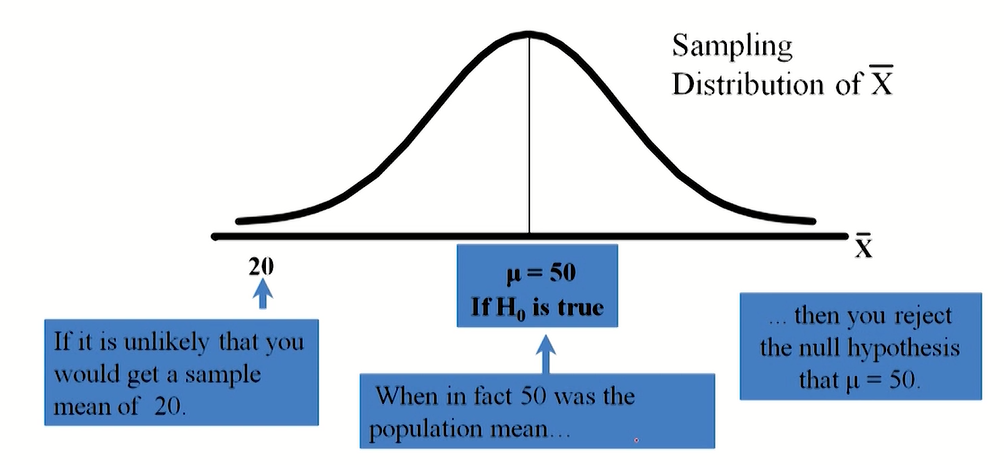 Sampling
Distribution of X̅
X̅
20
μ = 50
If H₀ is true
If it is unlikely that you
would get a sample
mean of 20.
When in fact 50 was the
population mean...
... then you reject
the null hypothesis
that μ = 50.